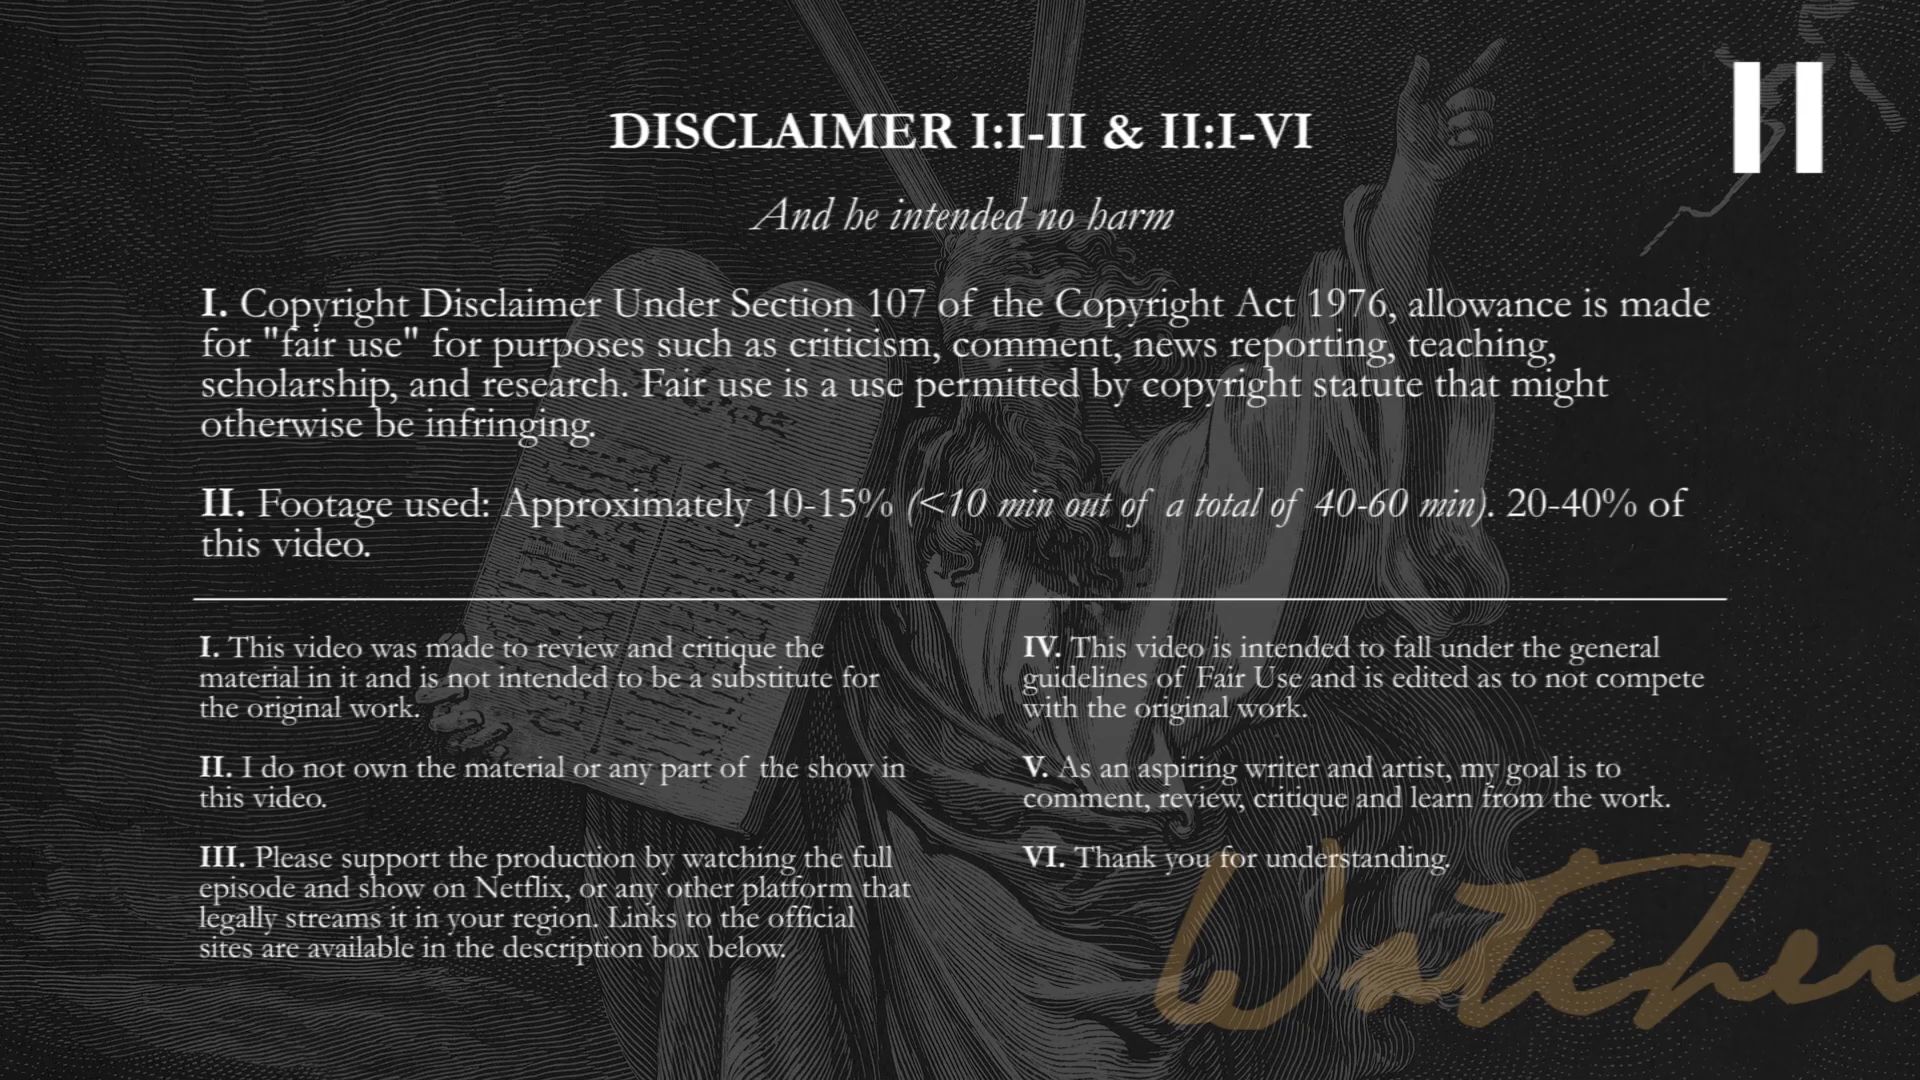 DISCLAIMER I:I-II & II:I-VI
And he intended no harm
I. Copyright Disclaimer Under Section 107 of the Copyright Act 1976, allowance is made
for "fair use" for purposes such as criticism, comment, news reporting, teaching,
scholarship, and research. Fair use is a use permitted by copyright statute that might
otherwise be infringing.
II. Footage used: Approximately 10-15% (<10 min out of a total of 40-60 min). 20-40% of
this video.
I. This video was made to review and critique the
material in it and is not intended to be a substitute for
the original work.
II. I do not own the material or any part of the show in
this video.
III. Please support the production by watching the full
episode and show on Netflix, or any other platform that
legally streams it in your region. Links to the official
sites are available in the description box below.
IV. This video is intended to fall under the general
guidelines of Fair Use and is edited as to not compete
with the original work.
V. As an aspiring writer and artist, my goal is to
comment, review, critique and learn from the work.
VI. Thank you for understanding.
Watcher